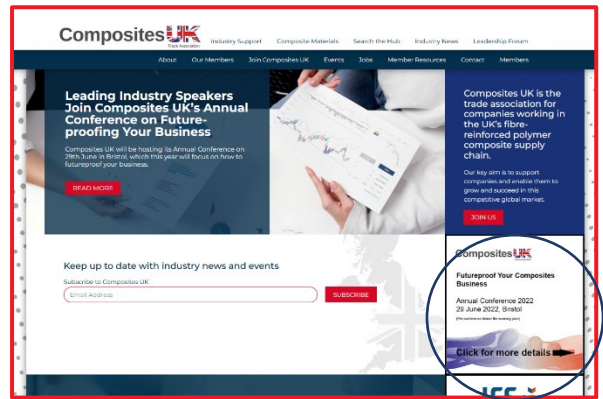 Composites UK
Trade Association
Industry Support Composite Materials Search the Hub Industry News Leadership Forum
About Our Members Join Composites UK Events Jobs Member Resources Contact Members
Leading Industry Speakers
Join Composites UK's Annual
Conference on Future-
proofing Your Business
Composites UK will be hosting its Annual Conference on
29th June in Bristol, which this year will focus on how to
futureproof your business.
READ MORE
Composites UK is the
trade association for
companies working in
the UK's fibre-
reinforced polymer
composite supply
chain.
Our key aim is to support
companies and enable them to
grow and succeed in this
competitive global market.
JOIN US
Keep up to date with industry news and events
Subscribe to Composites UK
Email Address
SUBSCRIBE
Composites UK
Futureproof Your Composites
Business
Annual Conference 2022
29 June 2022, Bristol
Click for more details